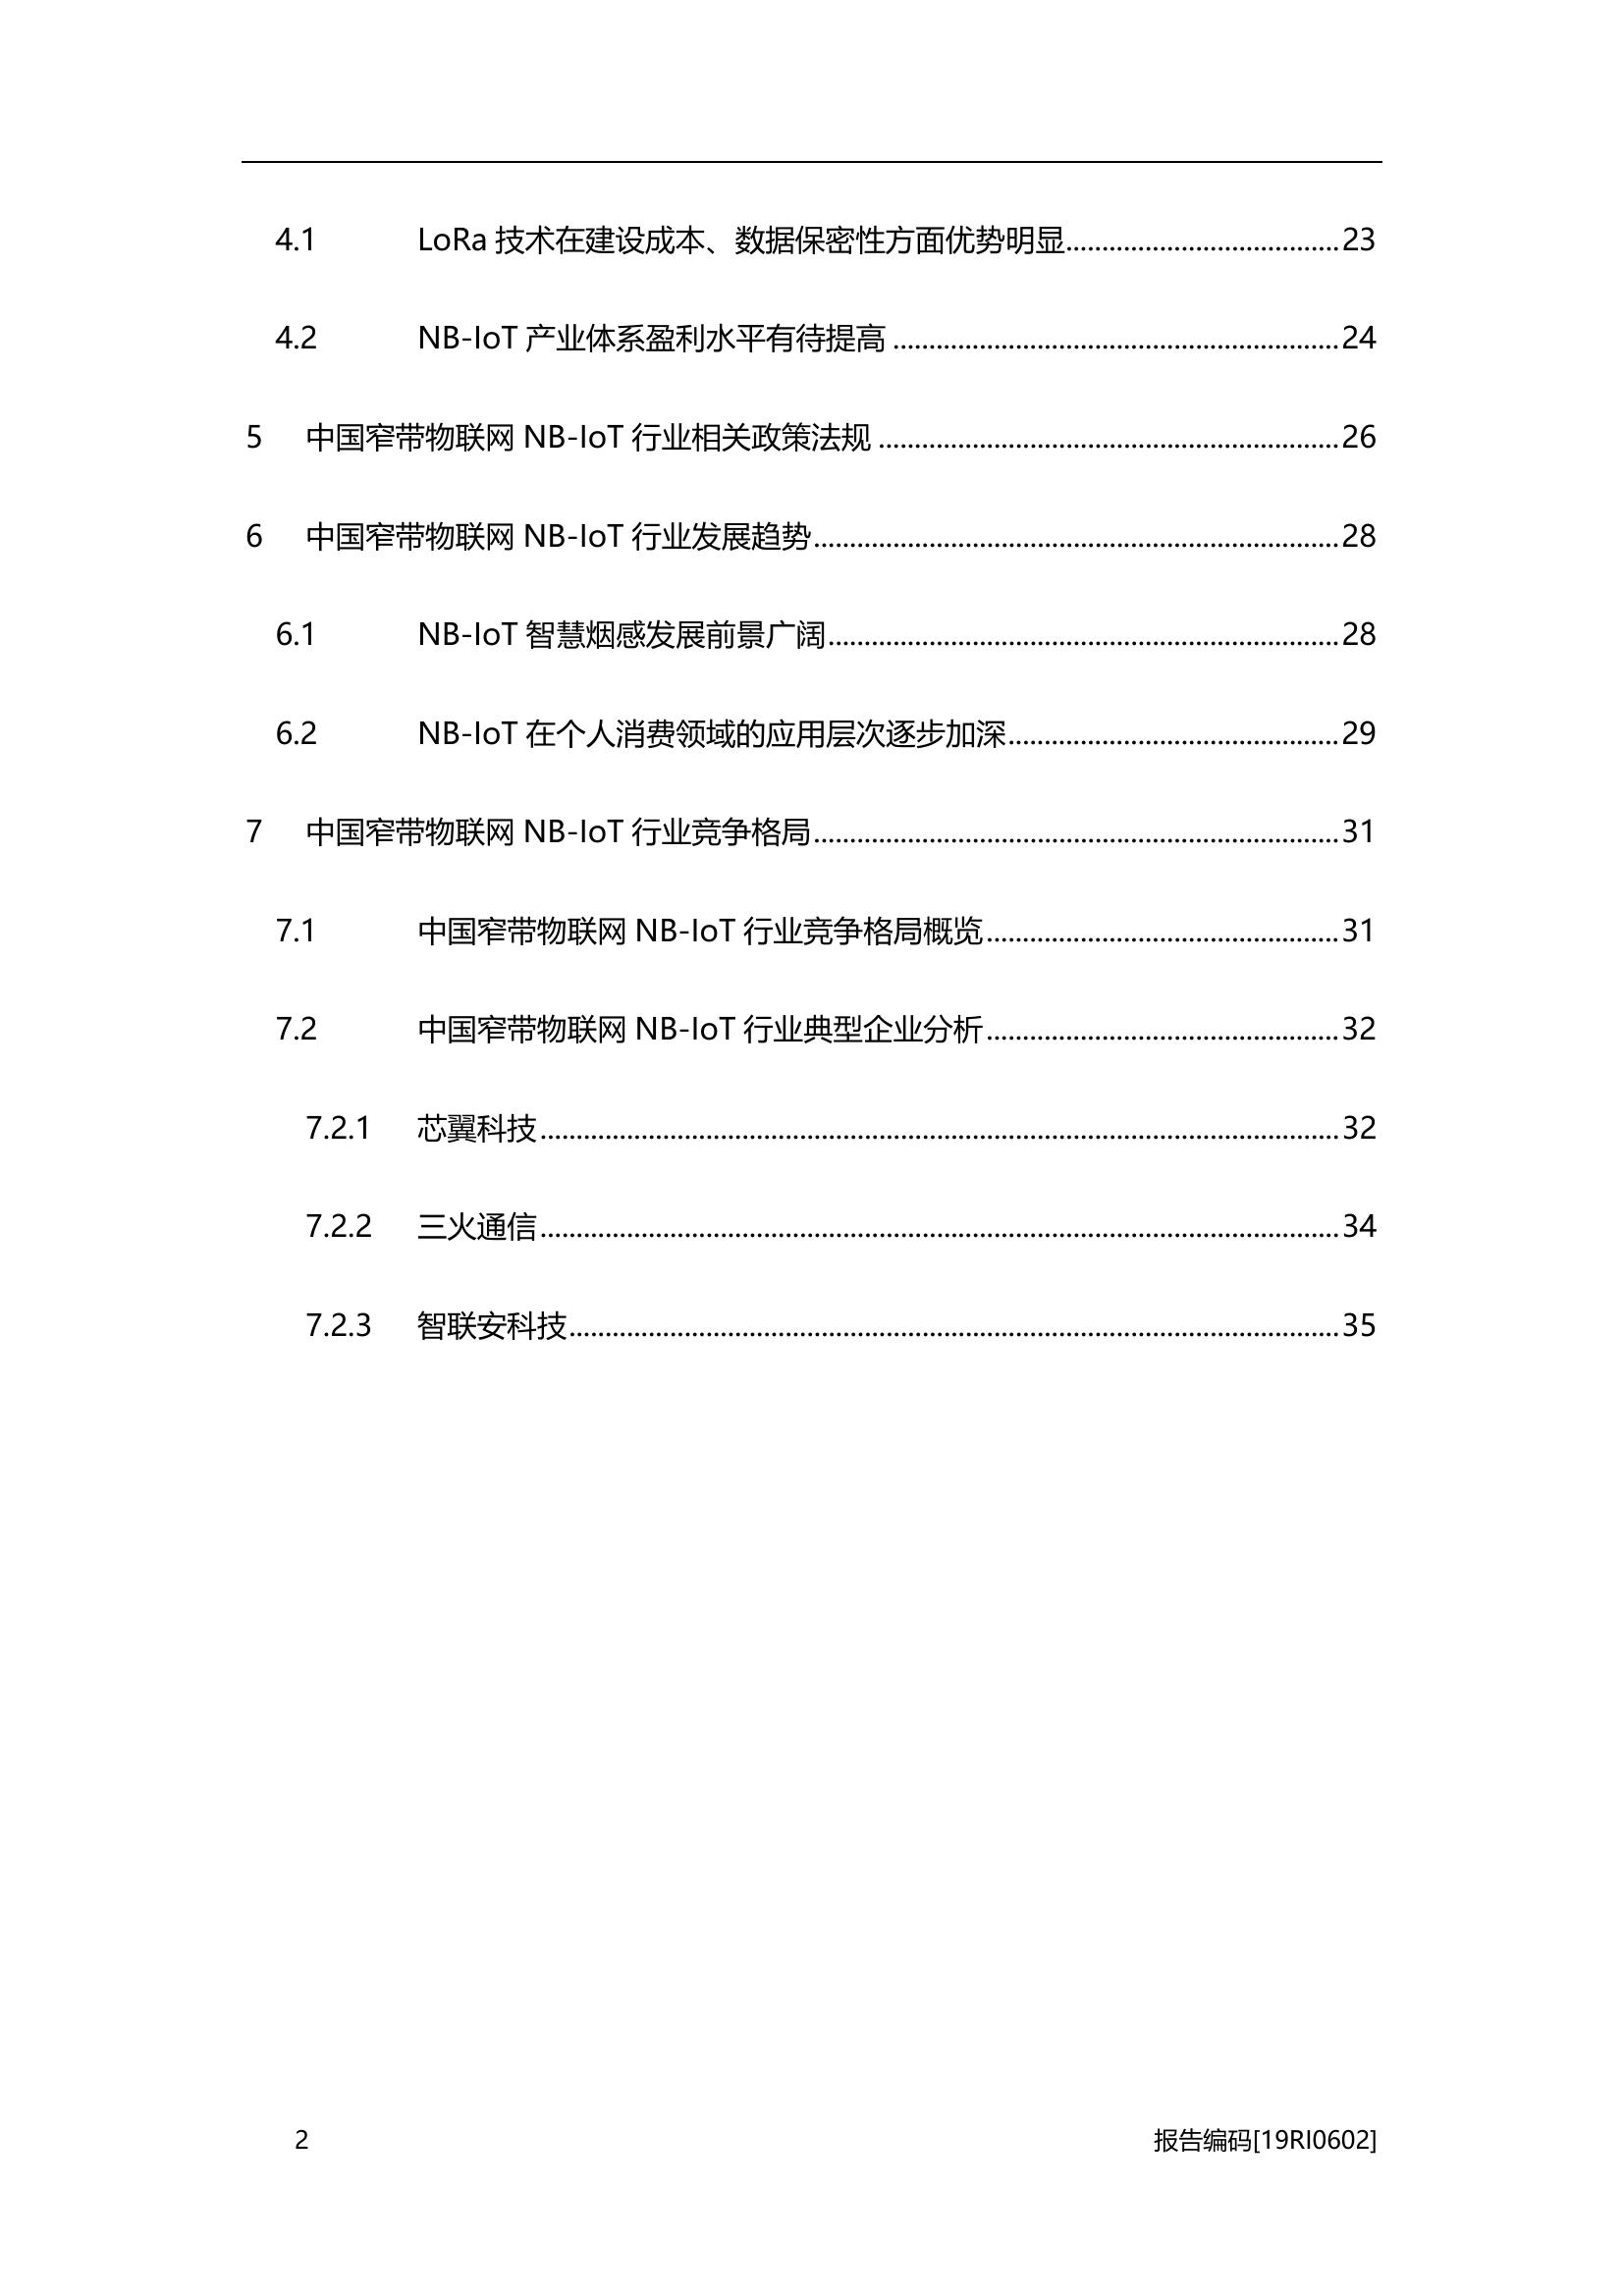 4.1 LoRa 技术在建设成本、数据保密性方面优势明显......................................23
4.2 NB-IoT 产业体系盈利水平有待提高..............................................................24
5 中国窄带物联网 NB-IoT 行业相关政策法规................................................................26
6 中国窄带物联网 NB-IoT 行业发展趋势.........................................................................28
6.1 NB-IoT 智慧烟感发展前景广阔.......................................................................28
6.2 NB-IoT 在个人消费领域的应用层次逐步加深..............................................29
7 中国窄带物联网 NB-IoT 行业竞争格局.........................................................................31
7.1 中国窄带物联网 NB-IoT 行业竞争格局概览.................................................31
7.2 中国窄带物联网 NB-IoT 行业典型企业分析.................................................32
7.2.1 芯翼科技...............................................................................................................32
7.2.2 三火通信...............................................................................................................34
7.2.3 智联安科技...........................................................................................................35
2 报告编码[19RI0602]